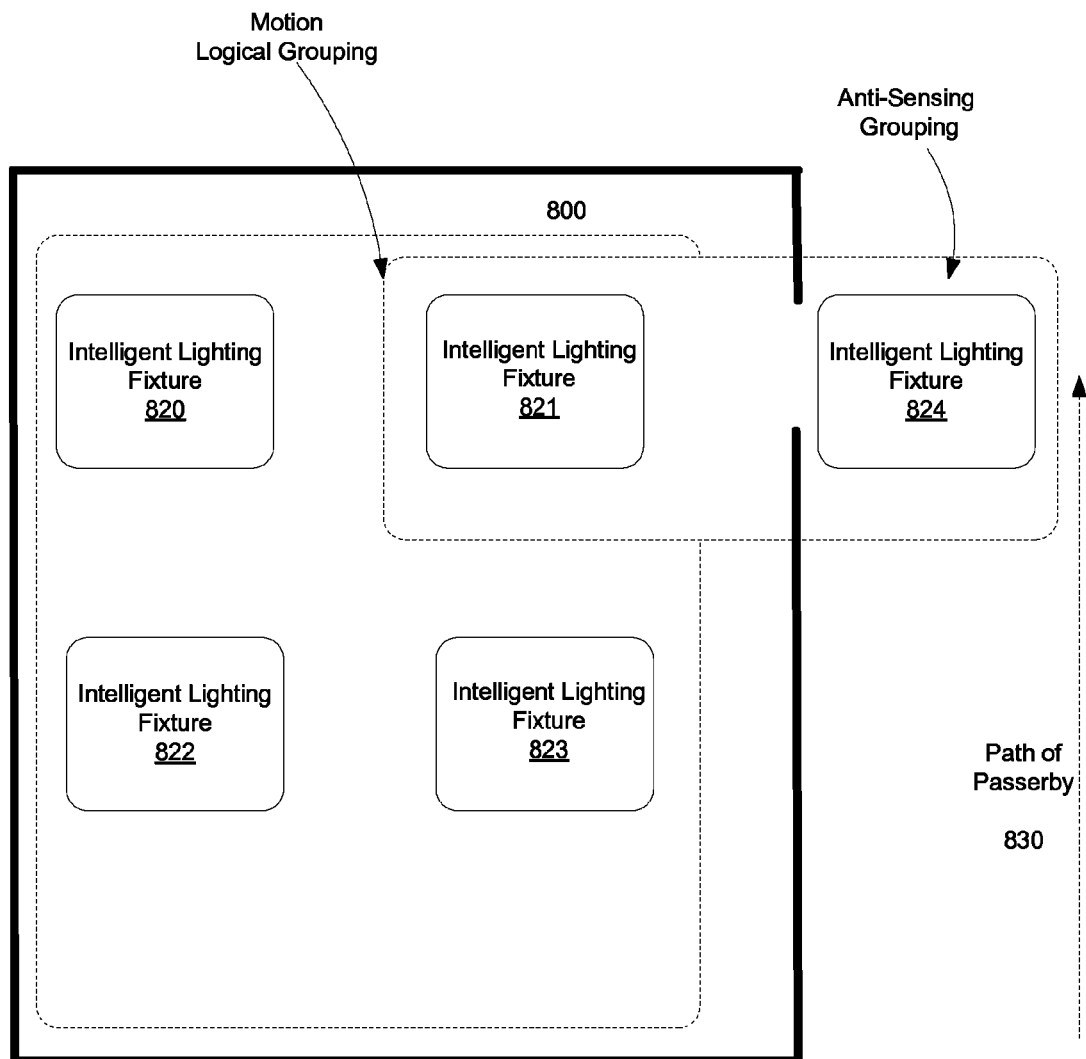 Motion
Logical Grouping
Anti-Sensing
Grouping
800
Intelligent Lighting
Fixture
820
Intelligent Lighting
Fixture
821
Intelligent Lighting
Fixture
824
Intelligent Lighting
Fixture
822
Intelligent Lighting
Fixture
823
Path of
Passerby
830